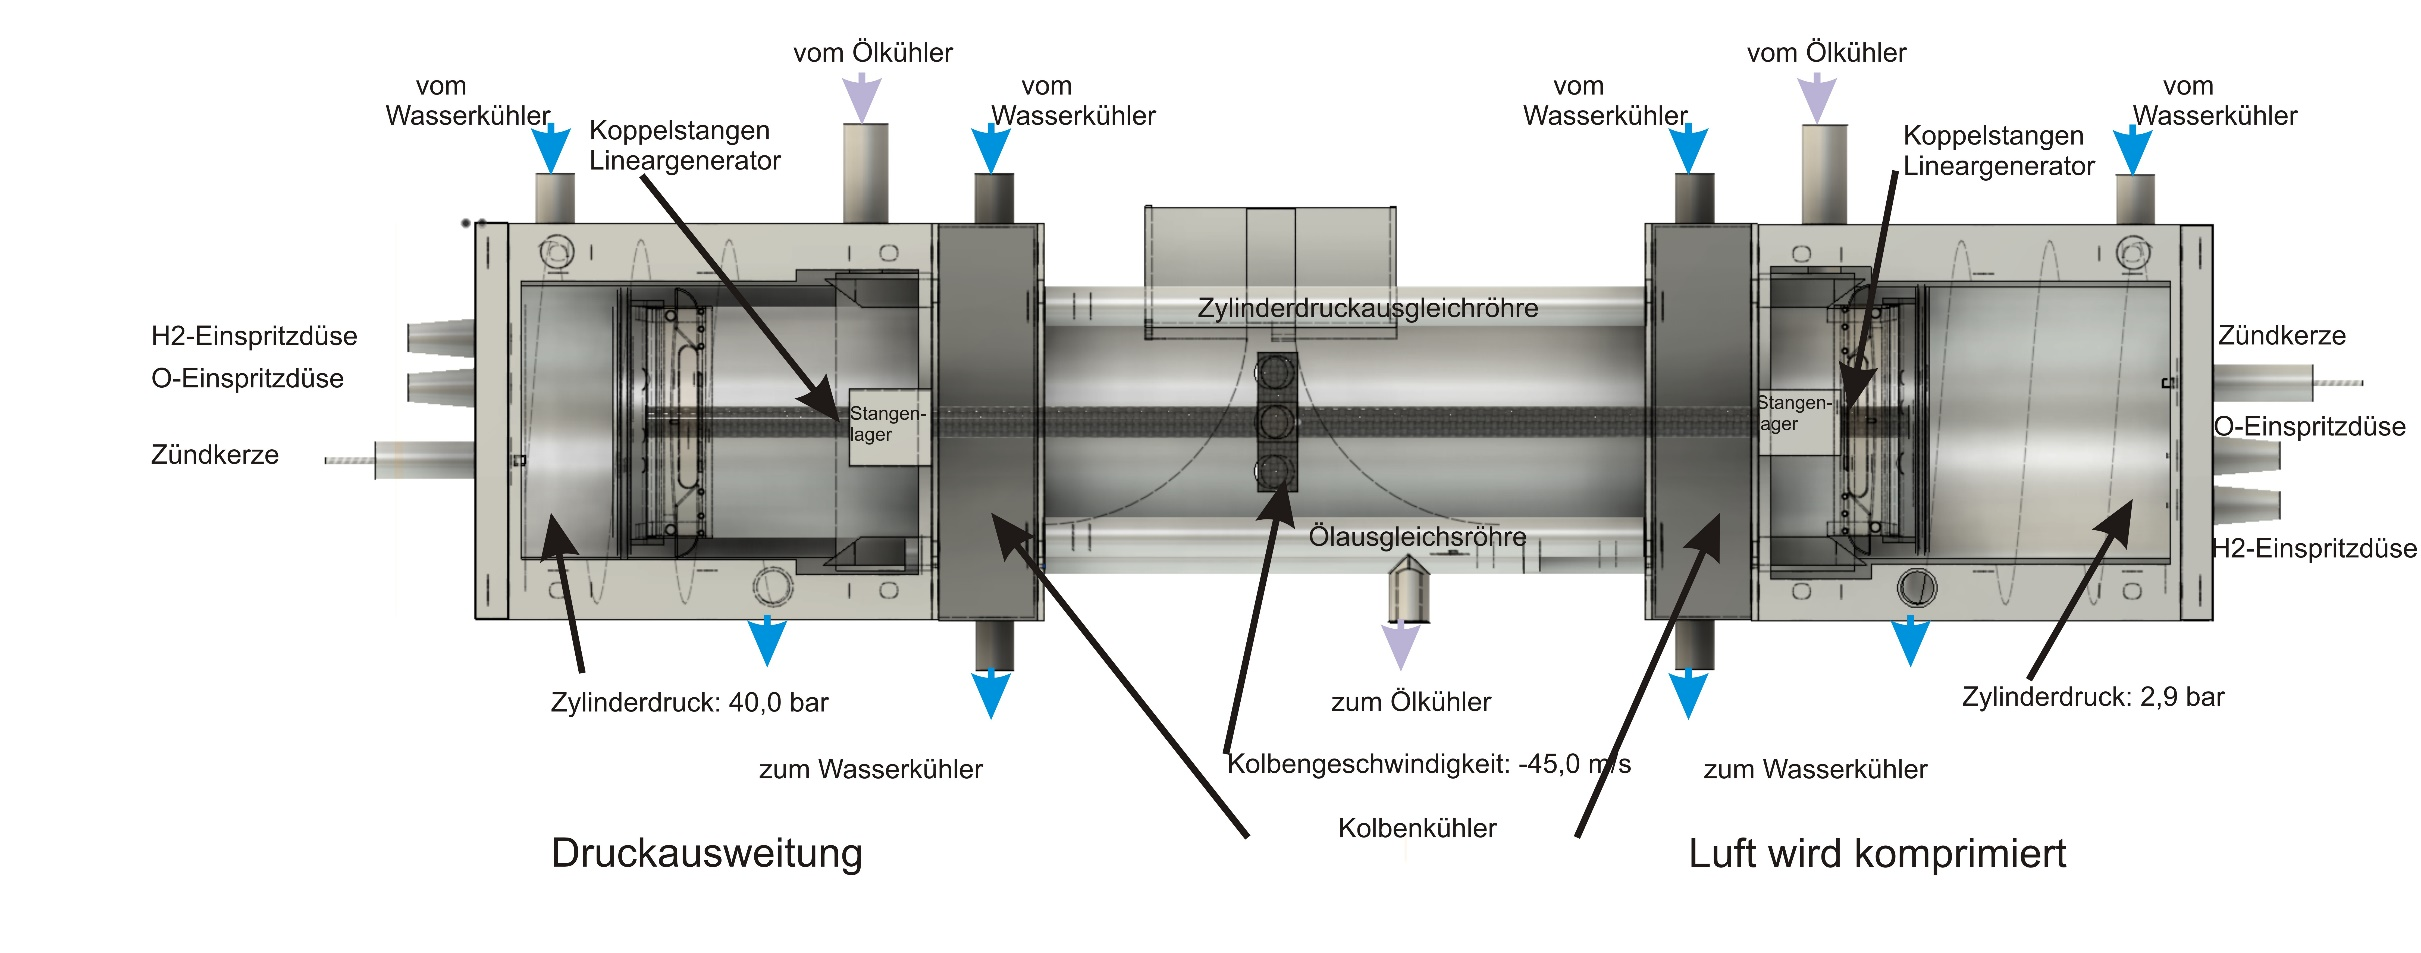 vom Ölkühler
vom Ölkühler
vom
Wasserkühler
vom
Wasserkühler
vom
Wasserkühler
vom
Wasserkühler
Koppelstangen
Lineargenerator
Koppelstangen
Lineargenerator
Zylinderdruckausgleichröhre
H2-Einspritzdüse
O-Einspritzdüse
Zündkerze
Stangen-
lager
Stangen-
lager
Zündkerze
O-Einspritzdüse
H2-Einspritzdüse
Ölausgleichsröhre
Zylinderdruck: 40,0 bar
zum Ölkühler
Zylinderdruck: 2,9 bar
zum Wasserkühler
Kolbengeschwindigkeit: -45,0 m/s
zum Wasserkühler
Kolbenkühler
Druckausweitung
Luft wird komprimiert